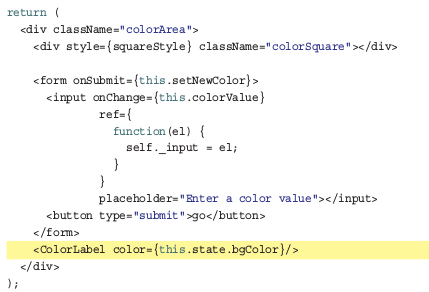 return (
  <div className="colorArea">
    <div style={squareStyle} className="colorSquare"></div>

    <form onSubmit={this.setNewColor}>
      <input onChange={this.colorValue}
             ref={
               function(el) {
                 self._input = el;
               }
             }
             placeholder="Enter a color value"></input>
      <button type="submit">go</button>
    </form>
    <ColorLabel color={this.state.bgColor}/>
  </div>
);